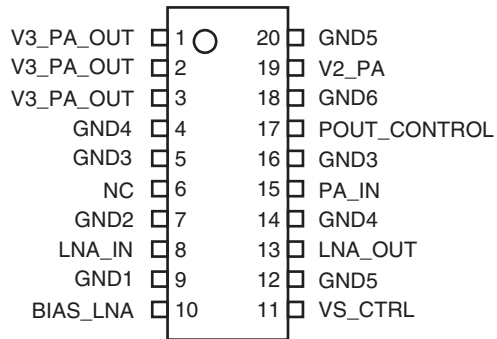 V3_PA_OUT 1 20 GND5
V3_PA_OUT 2 19 V2_PA
V3_PA_OUT 3 18 GND6
GND4 4 17 POUT_CONTROL
GND3 5 16 GND3
NC 6 15 PA_IN
GND2 7 14 GND4
LNA_IN 8 13 LNA_OUT
GND1 9 12 GND5
BIAS_LNA 10 11 VS_CTRL